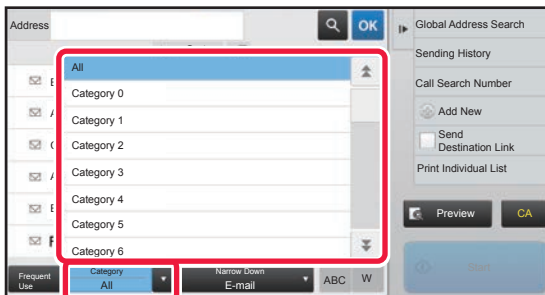 Address
OK
All
Category 0
Category 1
Category 2
Category 3
Category 4
Category 5
Category 6
Frequent
Use
Category
All
Narrow Down
E-mail
ABC
W
Global Address Search
Sending History
Call Search Number
Add New
Send
Destination Link
Print Individual List
Preview
CA
Start